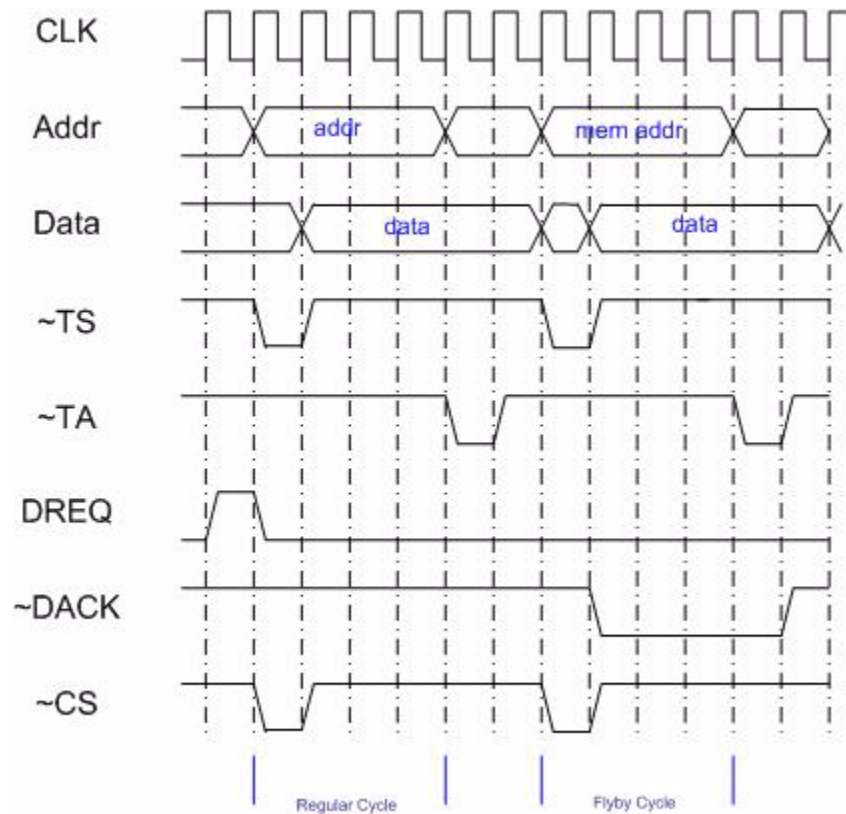 CLK
Addr
addr
mem addr
Data
data
data
~TS
~TA
DREQ
~DACK
~CS
Regular Cycle
Flyby Cycle